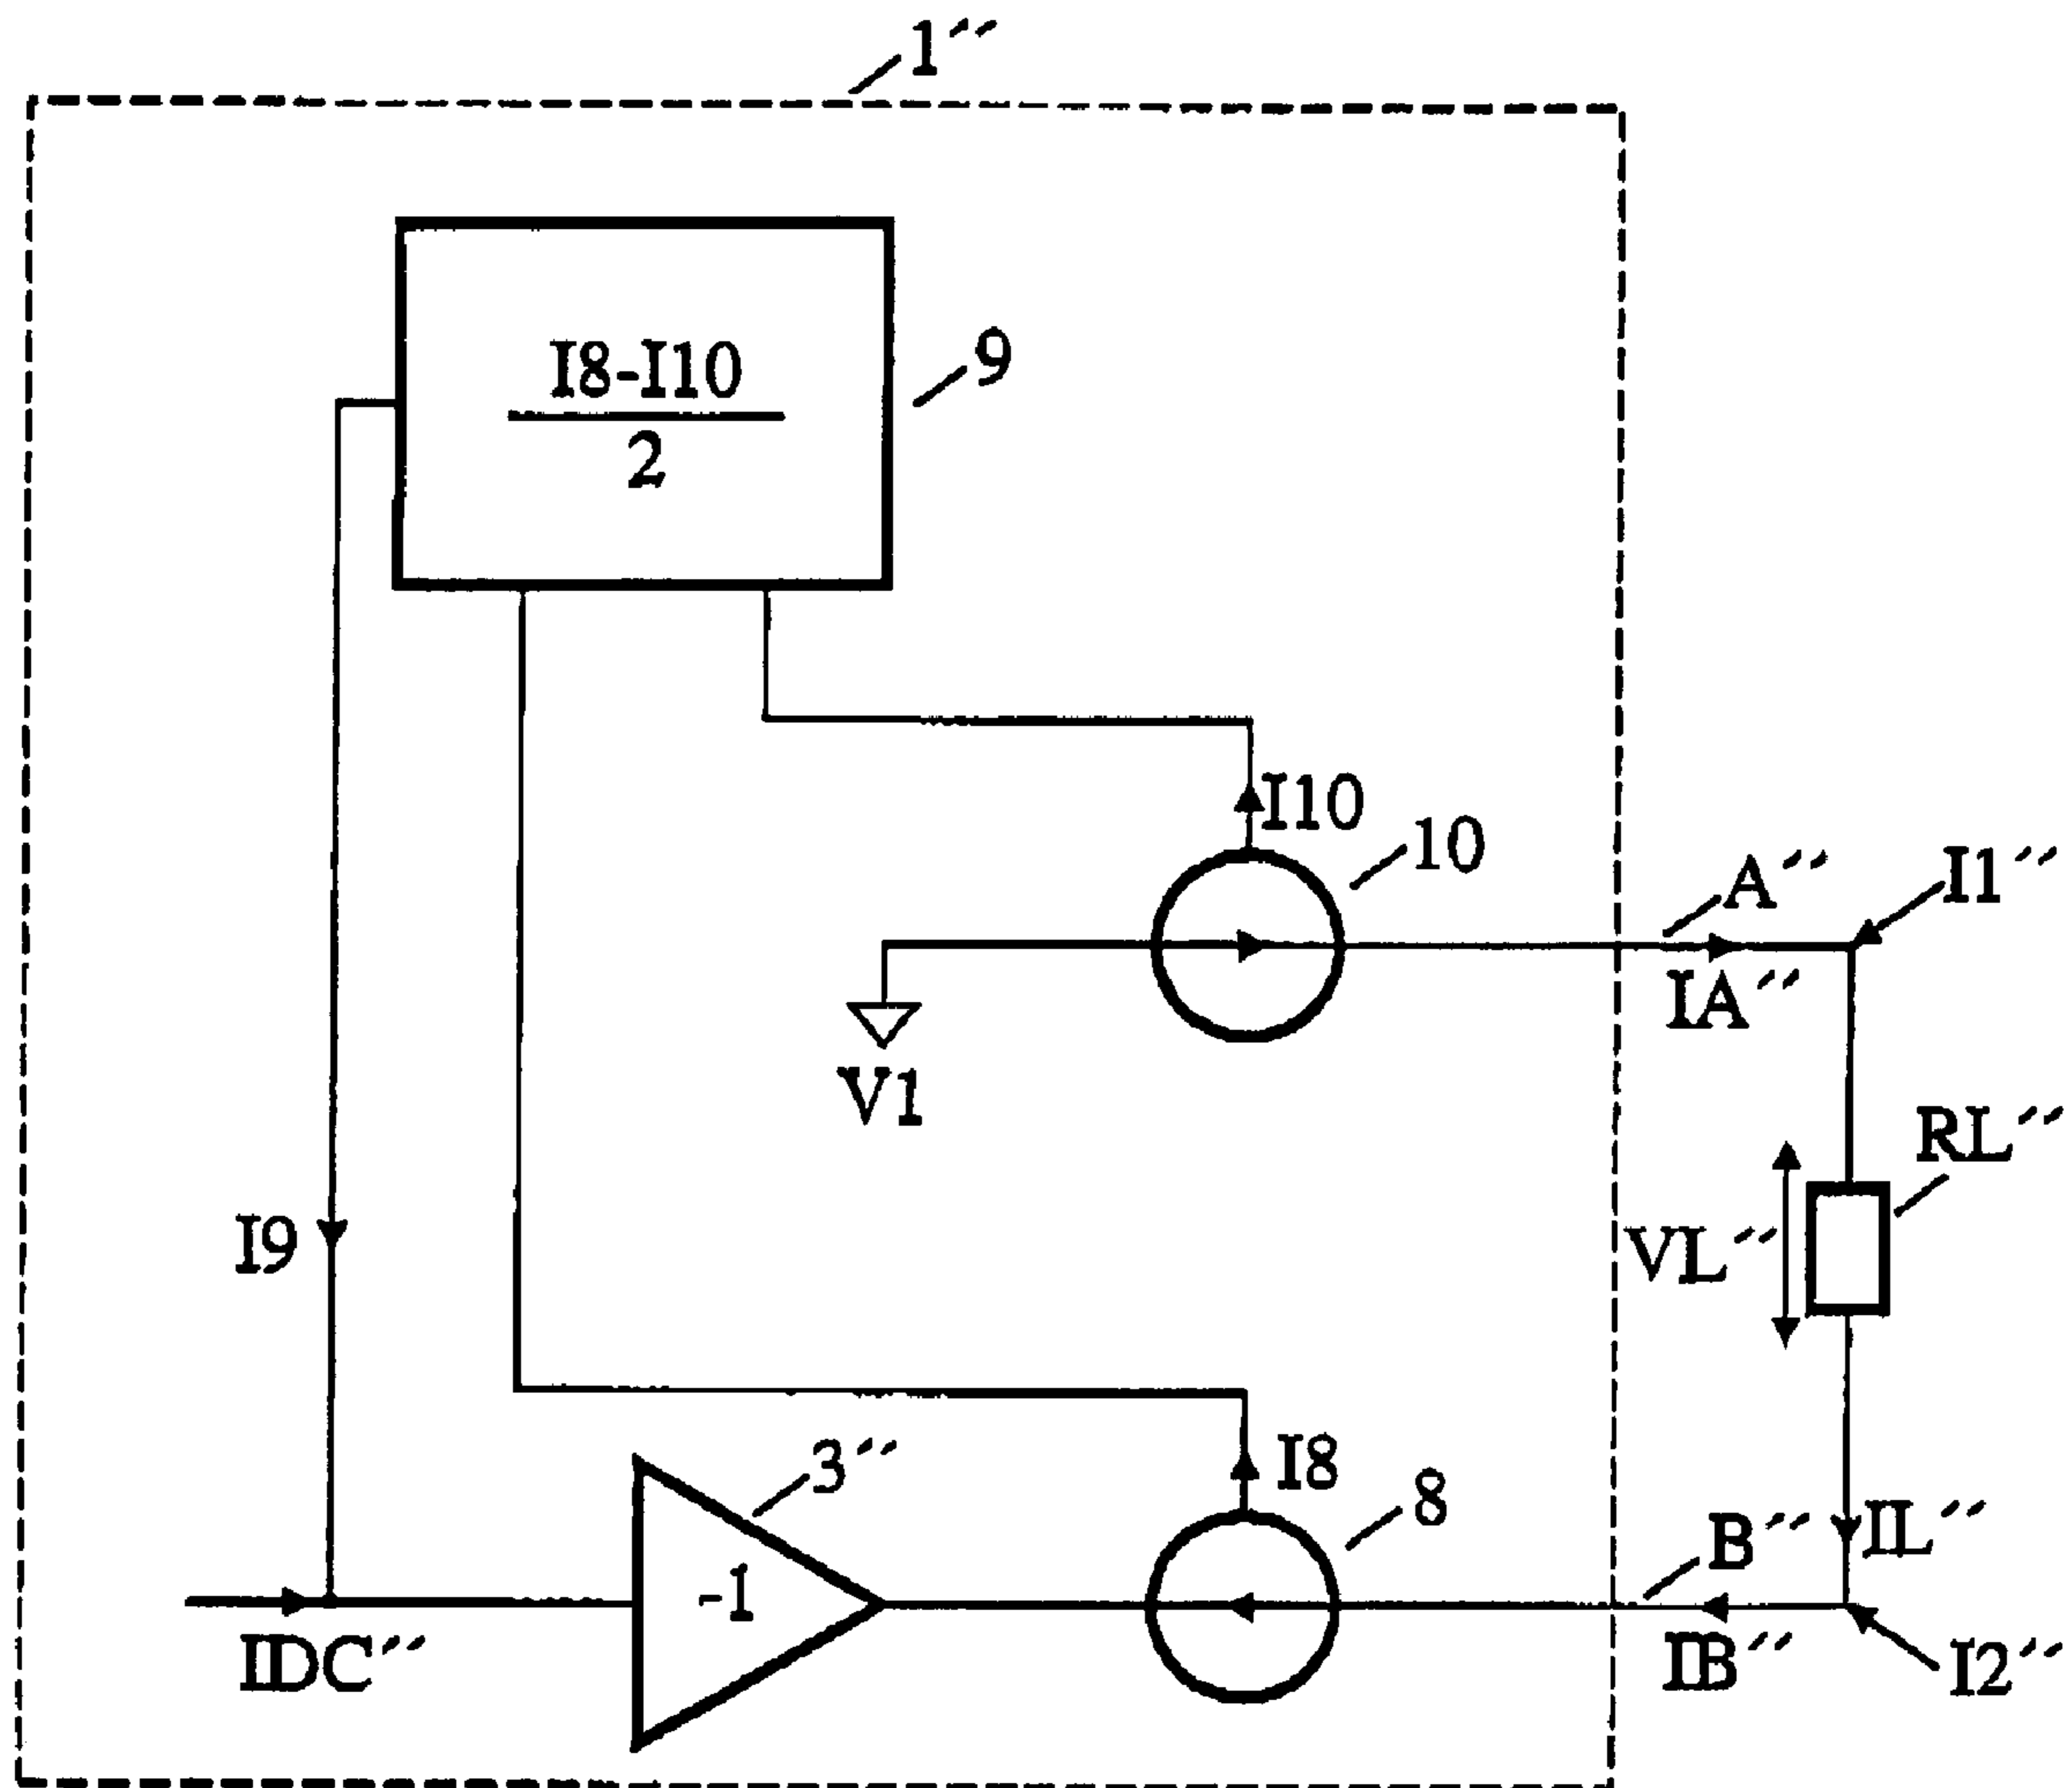 1″
I8-I10
2
9
I10
10
A″
I1″
IA″
V1
RL″
VL″
I9
3″
I8
8
B″
IL″
-1
IDC″
IB″
I2″